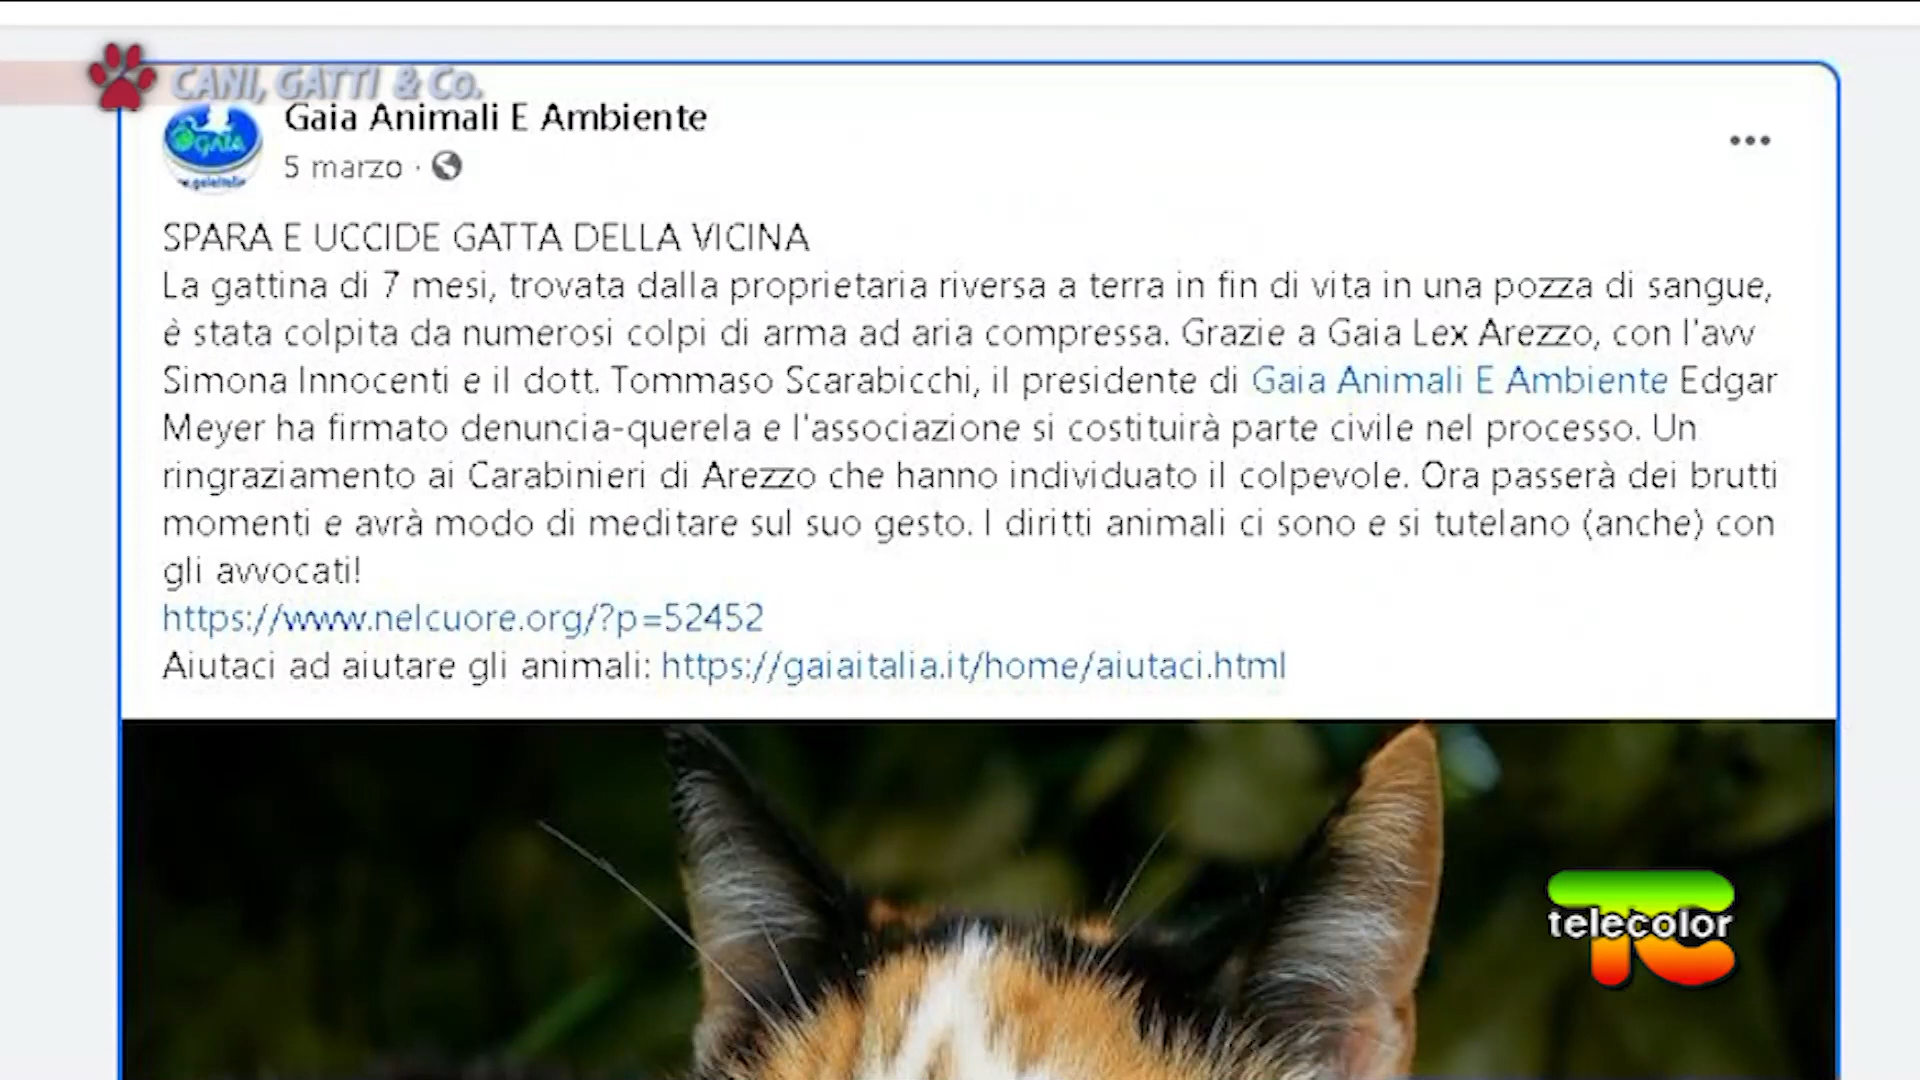 CANI, GATTI & Co.
Gaia Animali E Ambiente
5 marzo ·
GAIA
SPARA E UCCIDE GATTA DELLA VICINA
La gattina di 7 mesi, trovata dalla proprietaria riversa a terra in fin di vita in una pozza di sangue,
è stata colpita da numerosi colpi di arma ad aria compressa. Grazie a Gaia Lex Arezzo, con l'avv
Simona Innocenti e il dott. Tommaso Scarabicchi, il presidente di Gaia Animali E Ambiente Edgar
Meyer ha firmato denuncia-querela e l'associazione si costituirà parte civile nel processo. Un
ringraziamento ai Carabinieri di Arezzo che hanno individuato il colpevole. Ora passerà dei brutti
momenti e avrà modo di meditare sul suo gesto. I diritti animali ci sono e si tutelano (anche) con
gli avvocati!
https://www.nelcuore.org/?p=52452
Aiutaci ad aiutare gli animali: https://gaiaitalia.it/home/aiutaci.html
telecolor